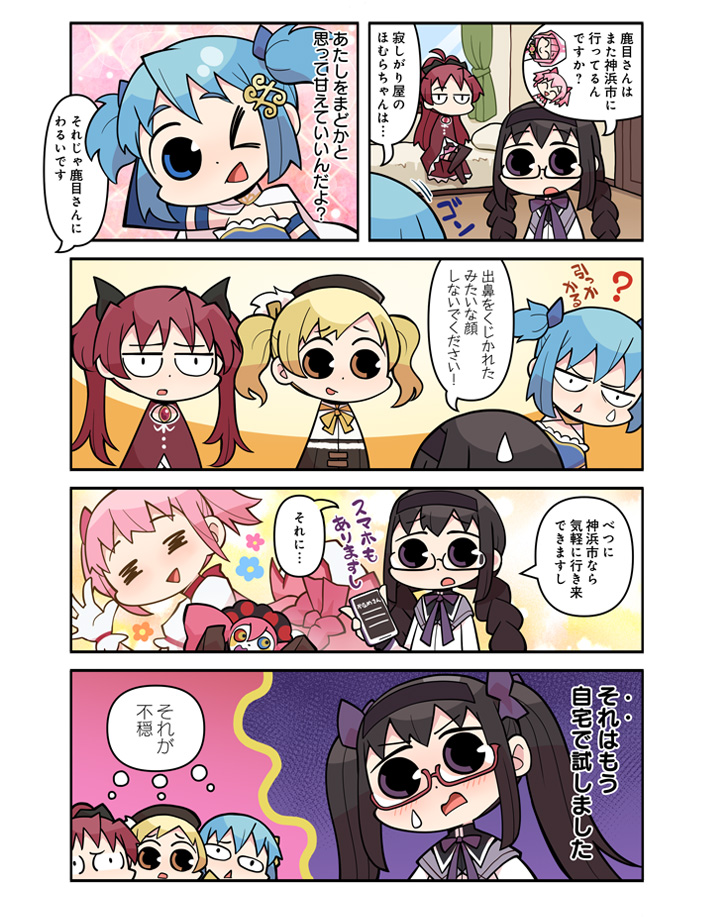 鹿目さんは
また神浜市に
行ってるん
ですか？
寂しがり屋の
ほむらちゃんは…
ゴン
あたしをまどかと
思って甘えていいんだよ？
それじゃ鹿目さんに
わるいです
？
引っかかる
出鼻をくじかれた
みたいな顔
しないでください！
べつに
神浜市なら
気軽に行き来
できますし
スマホも
ありますし
かなめさん
それに…
それはもう
自宅で試しました
それが
不穏